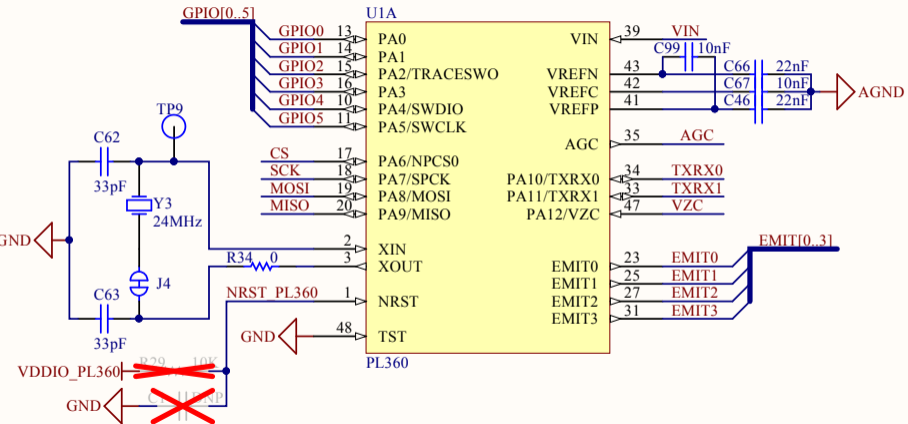 GPIO[0..5]
U1A
GPIO0 13 PA0
GPIO1 14 PA1
GPIO2 15 PA2/TRACESWO
GPIO3 16 PA3
GPIO4 10 PA4/SWDIO
GPIO5 11 PA5/SWCLK
CS 17 PA6/NPCS0
SCK 18 PA7/SPCK
MOSI 19 PA8/MOSI
MISO 20 PA9/MISO
2 XIN
3 XOUT
NRST_PL360 1 NRST
GND 48 TST
PL360
VIN 39 VIN
C99 10nF
VREFN 43 C66 22nF
VREFC 42 C67 10nF
VREFP 41 C46 22nF
AGND
AGC 35 AGC
PA10/TXRX0 34 TXRX0
PA11/TXRX1 33 TXRX1
PA12/VZC 47 VZC
EMIT[0..3]
EMIT0 23 EMIT0
EMIT1 25 EMIT1
EMIT2 27 EMIT2
EMIT3 31 EMIT3
TP9
C62
33pF
Y3
24MHz
GND
R34 0
J4
C63
33pF
VDDIO_PL360
R29 10K
GND